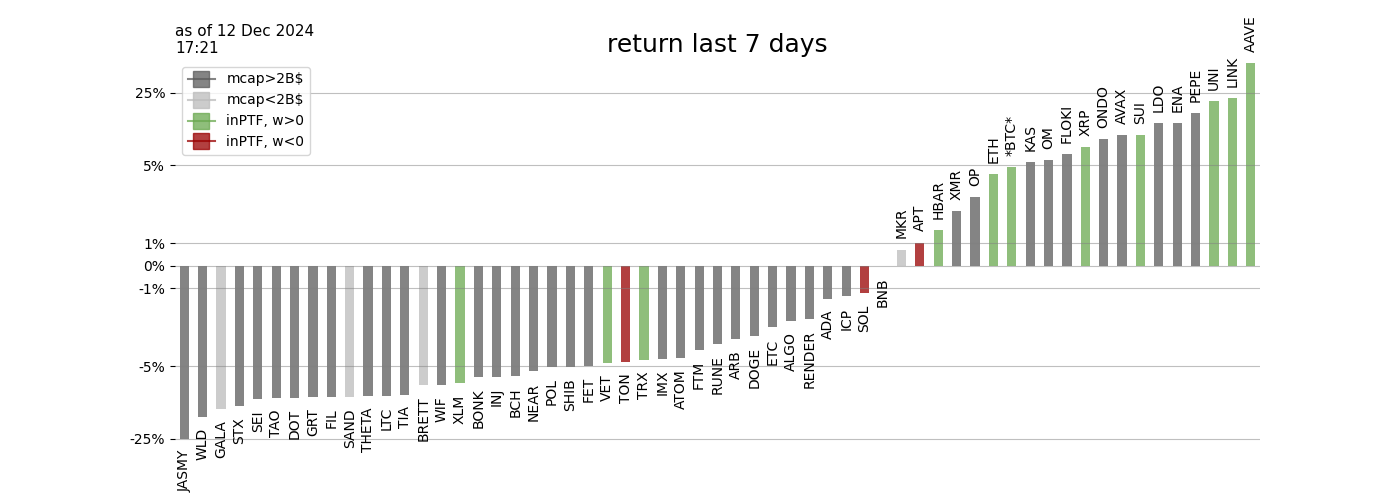 as of 12 Dec 2024
17:21
return last 7 days
mcap>2B$
mcap<2B$
inPTF, w>0
inPTF, w<0
25%
5%
1%
0%
-1%
-5%
-25%
JASMY
WLD
GALA
STX
SEI
TAO
DOT
GRT
FIL
SAND
THETA
LTC
TIA
BRETT
WIF
XLM
BONK
INJ
BCH
NEAR
POL
SHIB
FET
VET
TON
TRX
IMX
ATOM
FTM
RUNE
ARB
DOGE
ETC
ALGO
RENDER
ADA
ICP
SOL
BNB
MKR
APT
HBAR
XMR
OP
ETH
*BTC*
KAS
OM
FLOKI
XRP
ONDO
AVAX
SUI
LDO
ENA
PEPE
UNI
LINK
AAVE